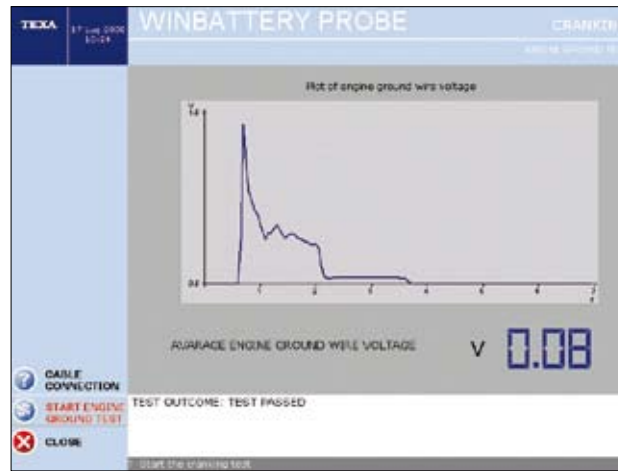 TEXA
WINBATTERY PROBE
CRANKIN
Plot of engine ground wire voltage
V
AVARAGE ENGINE GROUND WIRE VOLTAGE
V 0.08
CABLE
CONNECTION
START ENGINE
GROUND TEST
CLOSE
TEST OUTCOME: TEST PASSED
Start the cranking test